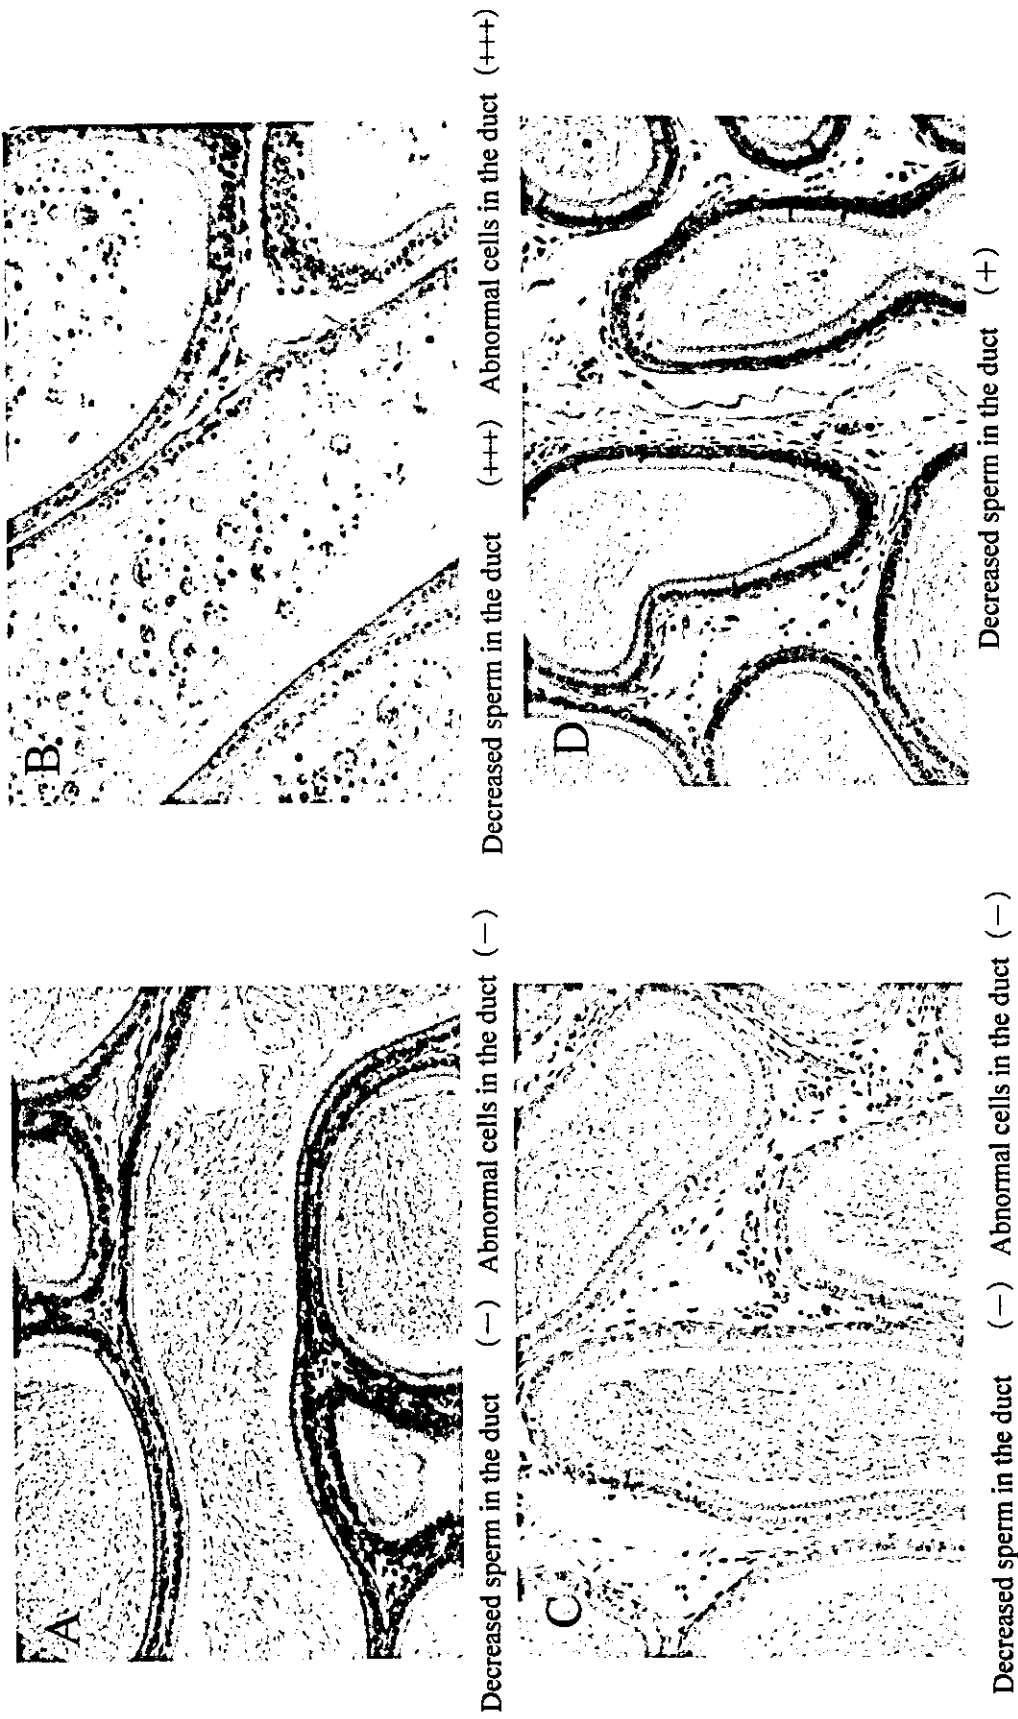 A
Decreased sperm in the duct (−) Abnormal cells in the duct (−)
B
Decreased sperm in the duct (+++) Abnormal cells in the duct (+++)
C
Decreased sperm in the duct (−) Abnormal cells in the duct (−)
D
Decreased sperm in the duct (+)